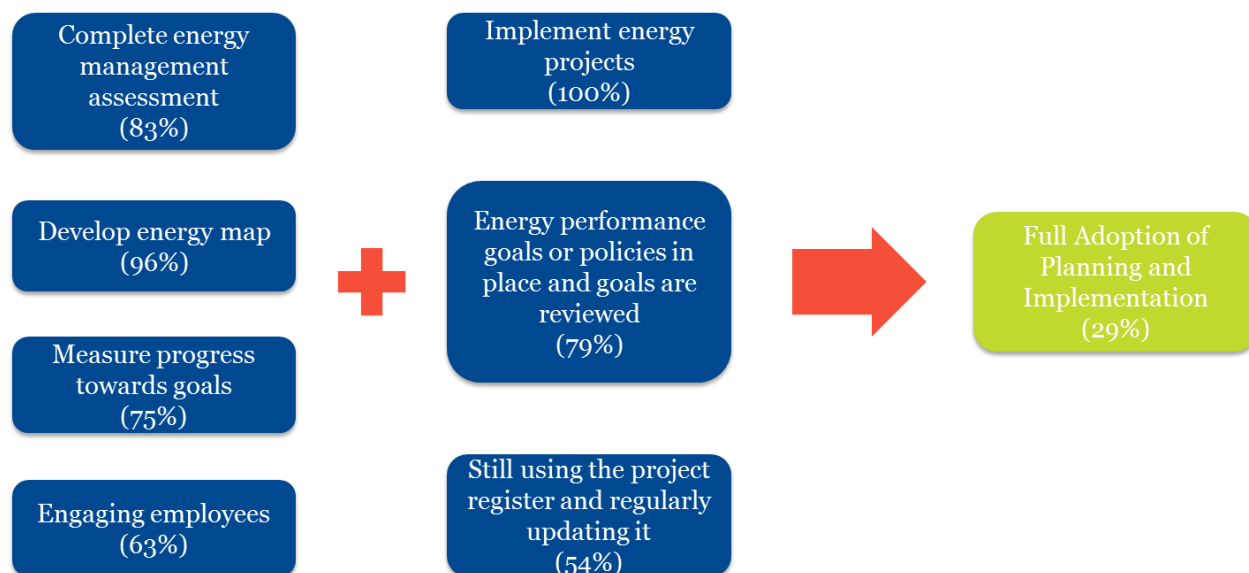 Complete energy
management
assessment
(83%)
Develop energy map
(96%)
Measure progress
towards goals
(75%)
Engaging employees
(63%)
Implement energy
projects
(100%)
Energy performance
goals or policies in
place and goals are
reviewed
(79%)
Still using the project
register and regularly
updating it
(54%)
Full Adoption of
Planning and
Implementation
(29%)